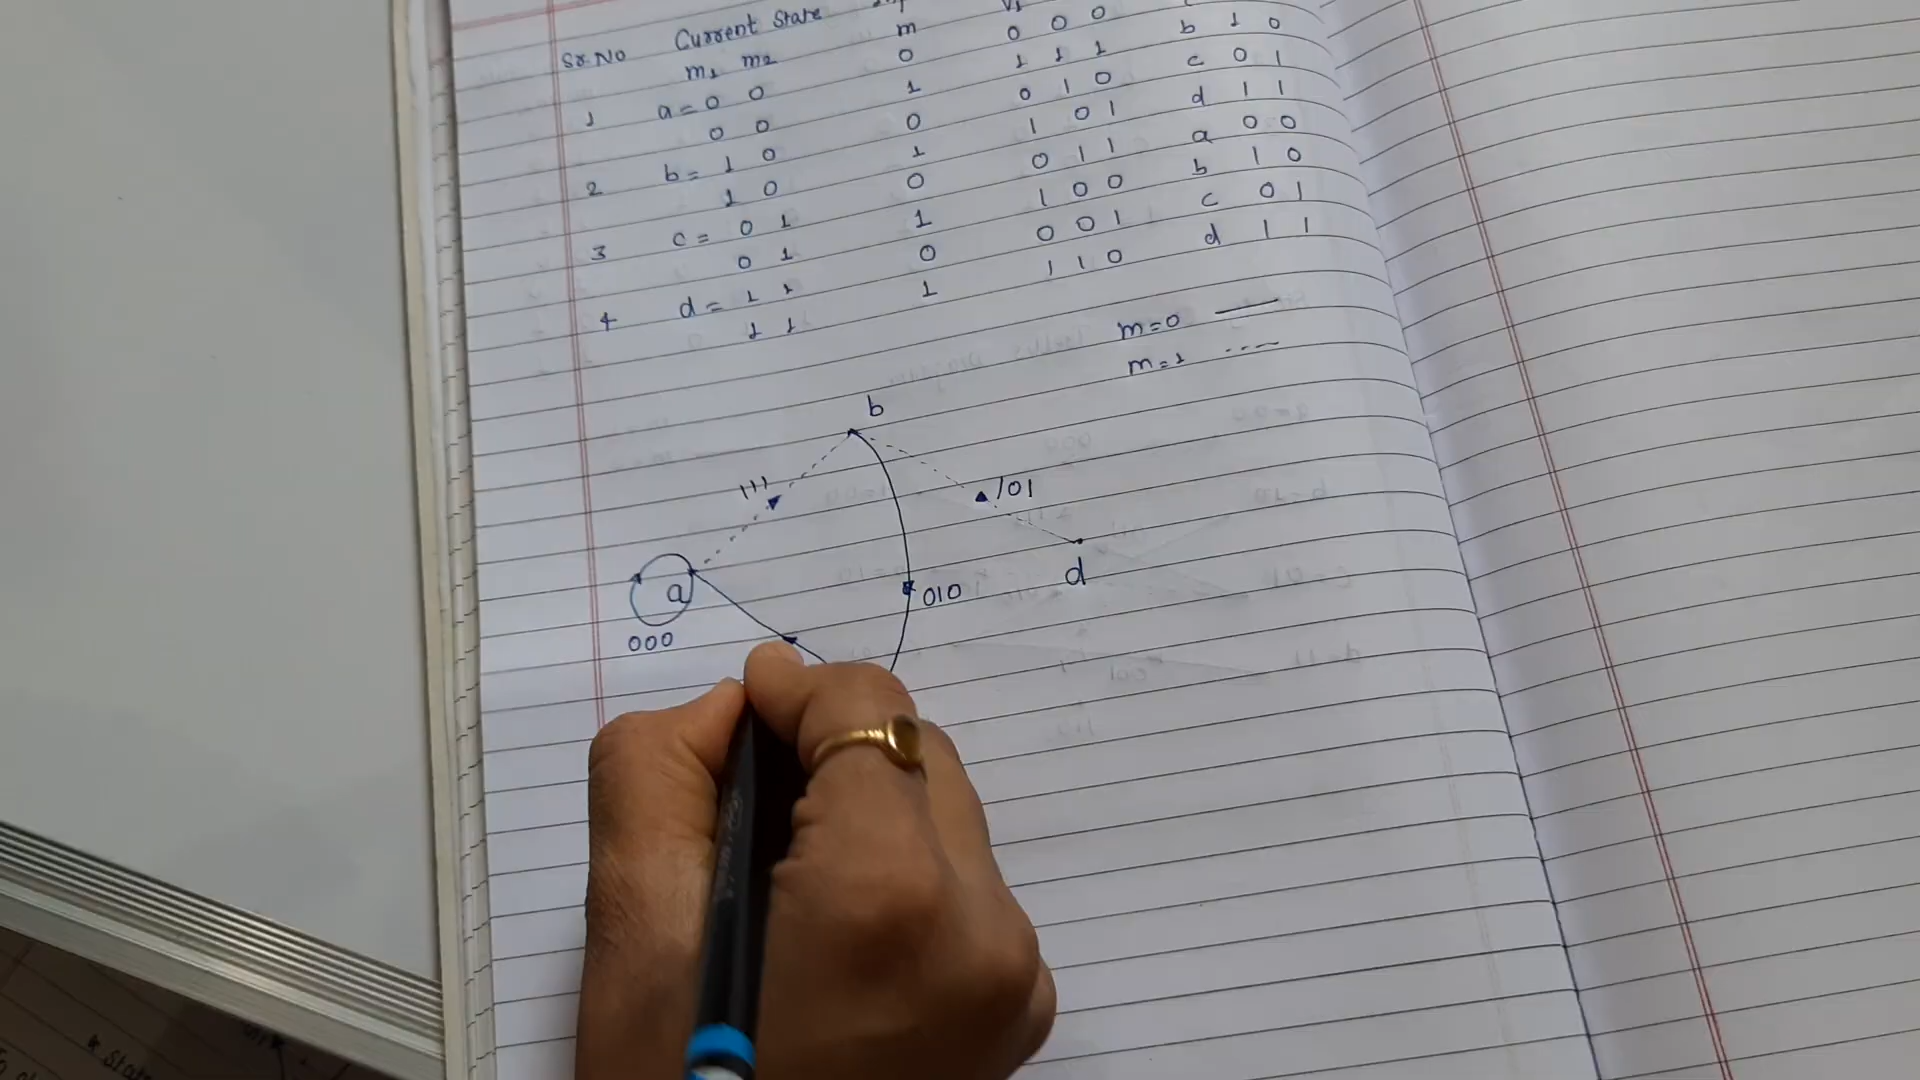 Sr.No Current State
m1 m2 m
1 a = 0 0 0 0 0 0
0 0 1 1 1 1 b 1 0
2 b = 1 0 0 0 1 0 c 0 1
1 0 1 1 0 1 d 1 1
3 c = 0 1 0 0 1 1 a 0 0
0 1 1 1 0 0 b 1 0
4 d = 1 1 0 0 0 1 c 0 1
1 1 1 1 1 0 d 1 1
m=0 ——
m=1 ----
b
111
101
a
d
010
000